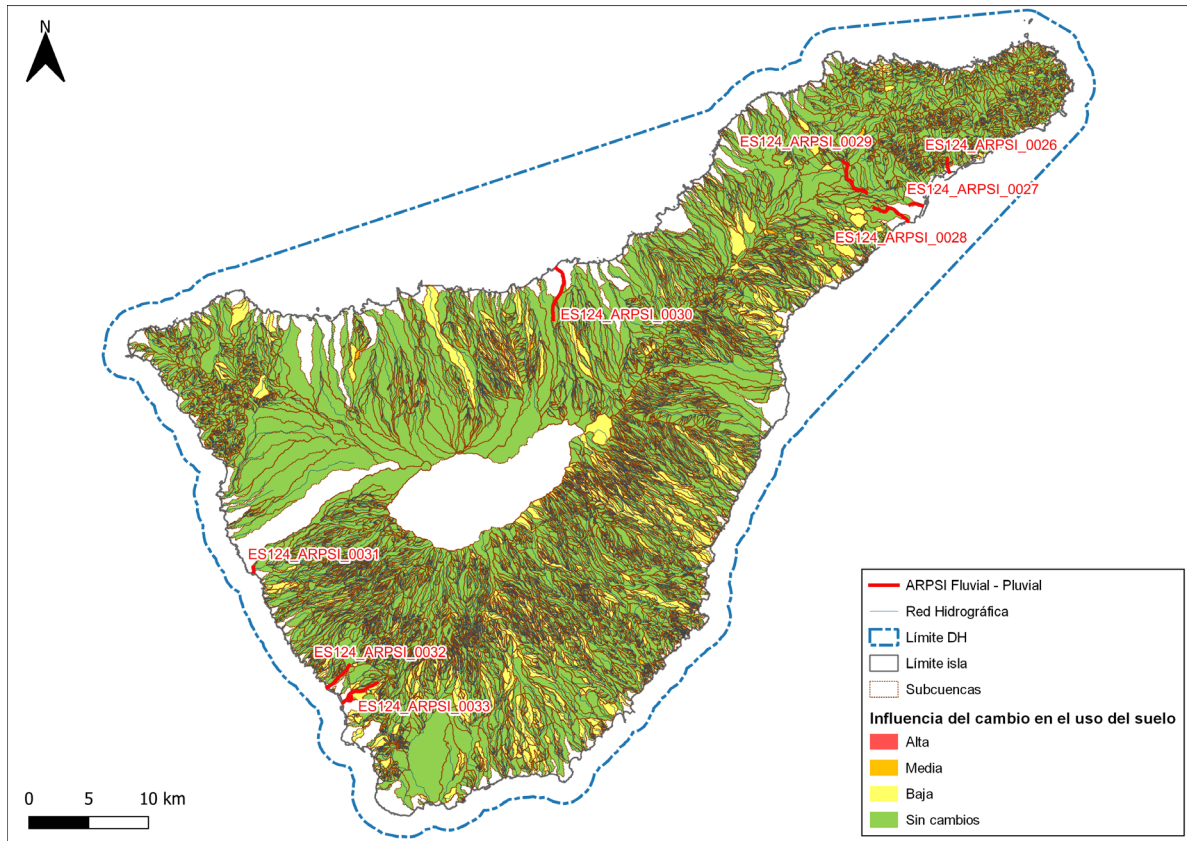 N
ES124_ARPSI_0029
ES124_ARPSI_0026
ES124_ARPSI_0027
ES124_ARPSI_0028
ES124_ARPSI_0030
ES124_ARPSI_0031
ES124_ARPSI_0032
ES124_ARPSI_0033
ARPSI Fluvial - Pluvial
Red Hidrográfica
Límite DH
Límite isla
Subcuencas
Influencia del cambio en el uso del suelo
Alta
Media
Baja
Sin cambios
0 5 10 km